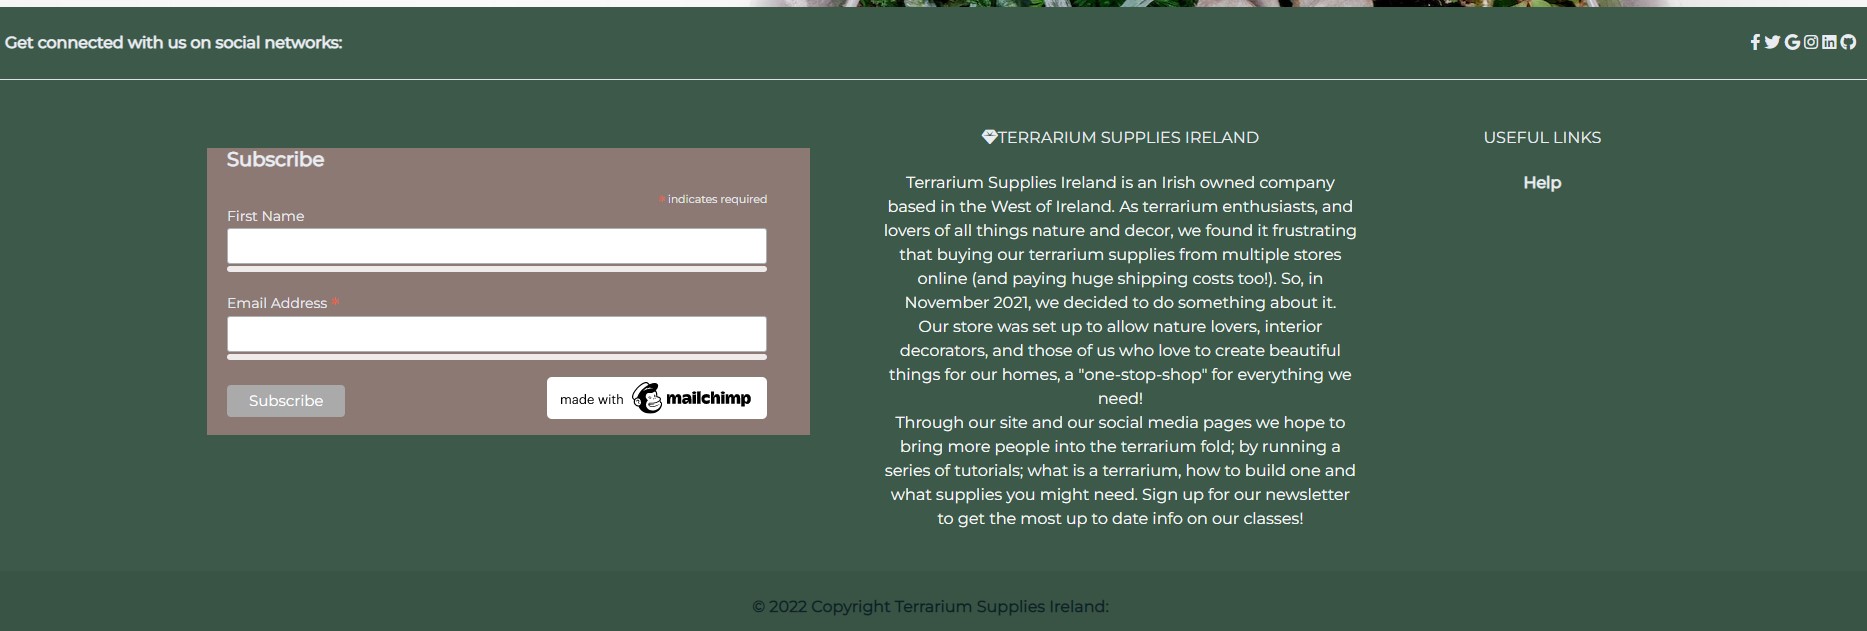 Get connected with us on social networks:
Subscribe
* indicates required
First Name
Email Address *
Subscribe
made with mailchimp
TERRARIUM SUPPLIES IRELAND
Terrarium Supplies Ireland is an Irish owned company
based in the West of Ireland. As terrarium enthusiasts, and
lovers of all things nature and decor, we found it frustrating
that buying our terrarium supplies from multiple stores
online (and paying huge shipping costs too!). So, in
November 2021, we decided to do something about it.
Our store was set up to allow nature lovers, interior
decorators, and those of us who love to create beautiful
things for our homes, a "one-stop-shop" for everything we
need!
Through our site and our social media pages we hope to
bring more people into the terrarium fold; by running a
series of tutorials; what is a terrarium, how to build one and
what supplies you might need. Sign up for our newsletter
to get the most up to date info on our classes!
USEFUL LINKS
Help
© 2022 Copyright Terrarium Supplies Ireland: